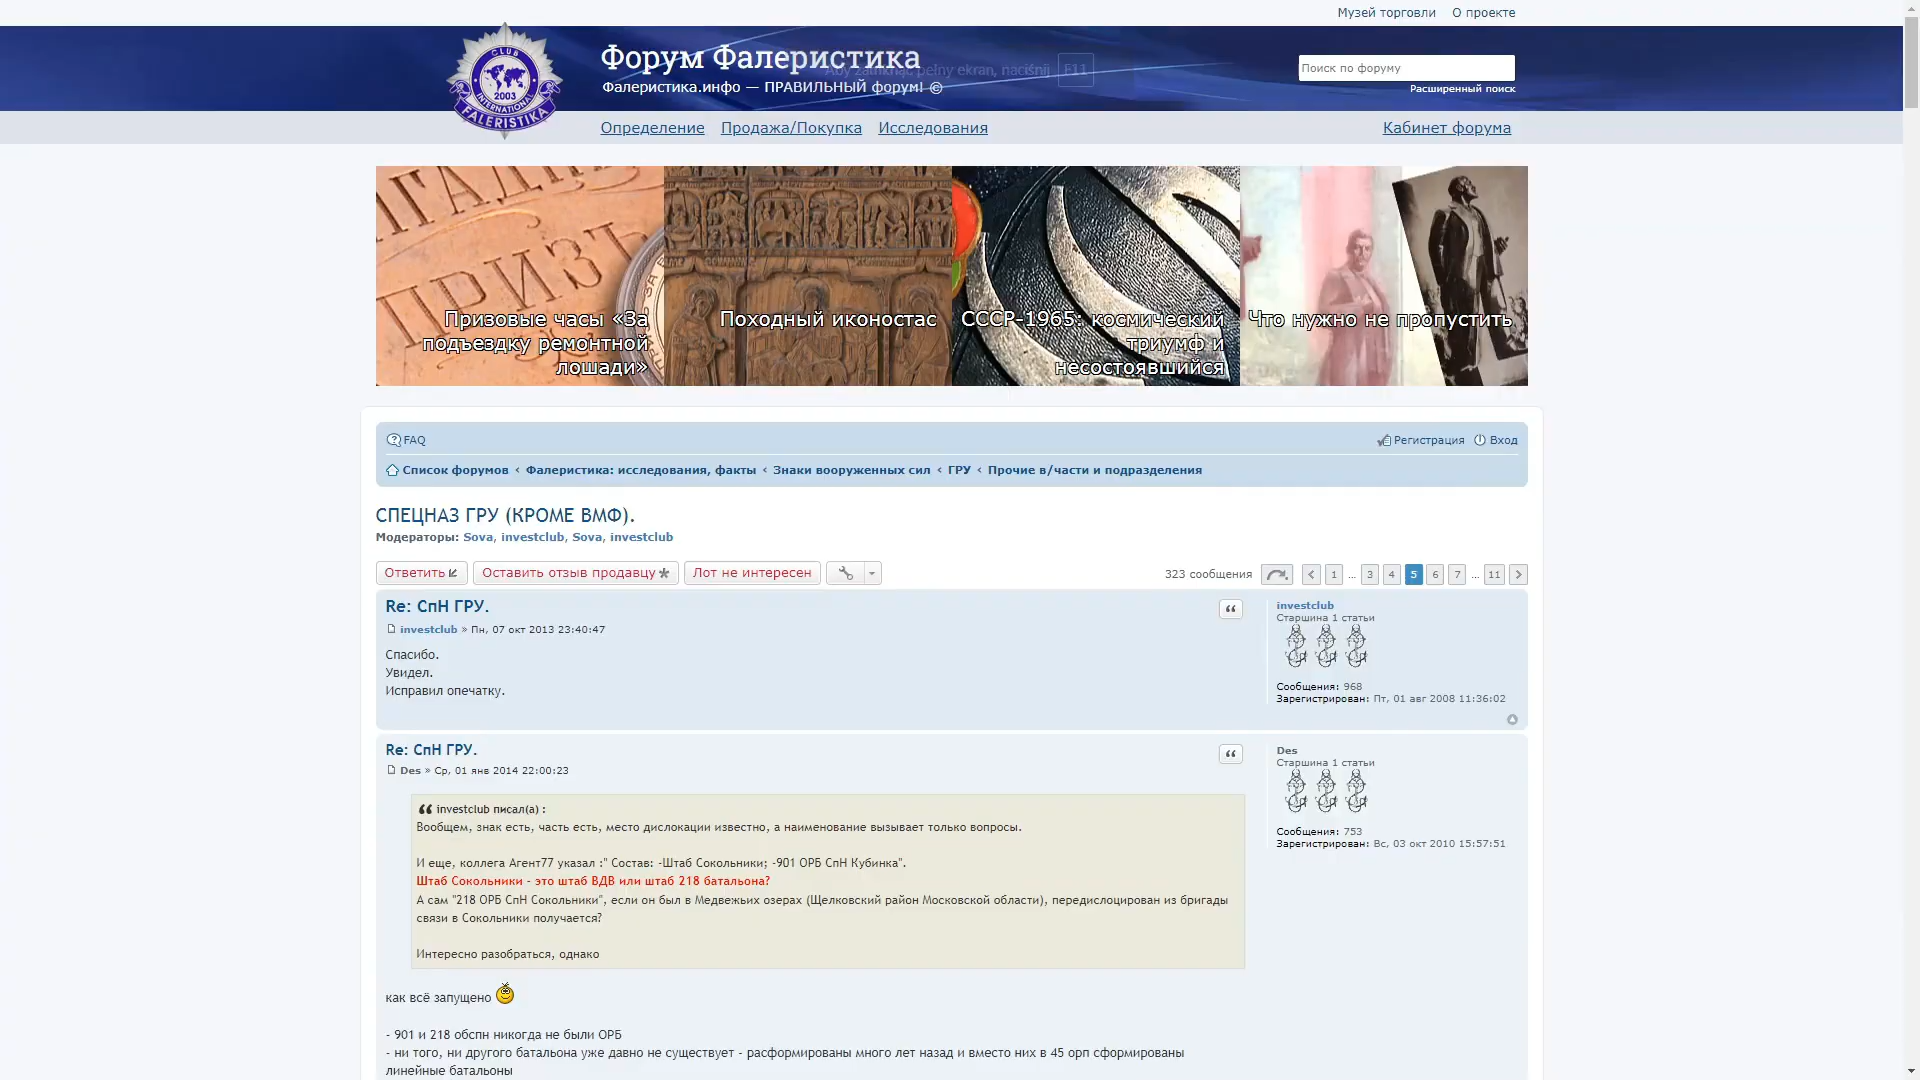 Музей торговли О проекте
CLUB
2003
INTERNATIONAL
FALERISTIKA
Форум Фалеристика
Aby zamknąć pełny ekran, naciśnij F11
Фалеристика.инфо — ПРАВИЛЬНЫЙ форум! ©
Поиск по форуму
Расширенный поиск
Определение Продажа/Покупка Исследования Кабинет форума
ПРИЗЪ
Призовые часы «За
подъездку ремонтной
лошади»
Походный иконостас
СССР-1965: космический
триумф и
несостоявшийся
Что нужно не пропустить
FAQ Регистрация Вход
Список форумов ‹ Фалеристика: исследования, факты ‹ Знаки вооруженных сил ‹ ГРУ ‹ Прочие в/части и подразделения
СПЕЦНАЗ ГРУ (КРОМЕ ВМФ).
Модераторы: Sova, investclub, Sova, investclub
Ответить Оставить отзыв продавцу Лот не интересен 323 сообщения 1 ... 3 4 5 6 7 ... 11
Re: СпН ГРУ.
investclub » Пн, 07 окт 2013 23:40:47
Спасибо.
Увидел.
Исправил опечатку.
investclub
Старшина 1 статьи
Сообщения: 968
Зарегистрирован: Пт, 01 авг 2008 11:36:02
Re: СпН ГРУ.
Des » Ср, 01 янв 2014 22:00:23
investclub писал(а) :
Вообщем, знак есть, часть есть, место дислокации известно, а наименование вызывает только вопросы.
И еще, коллега Агент77 указал :" Состав: -Штаб Сокольники; -901 ОРБ СпН Кубинка".
Штаб Сокольники - это штаб ВДВ или штаб 218 батальона?
А сам "218 ОРБ СпН Сокольники", если он был в Медвежьих озерах (Щелковский район Московской области), передислоцирован из бригады
связи в Сокольники получается?
Интересно разобраться, однако
как всё запущено
- 901 и 218 обспн никогда не были ОРБ
- ни того, ни другого батальона уже давно не существует - расформированы много лет назад и вместо них в 45 орп сформированы
линейные батальоны
Des
Старшина 1 статьи
Сообщения: 753
Зарегистрирован: Вс, 03 окт 2010 15:57:51